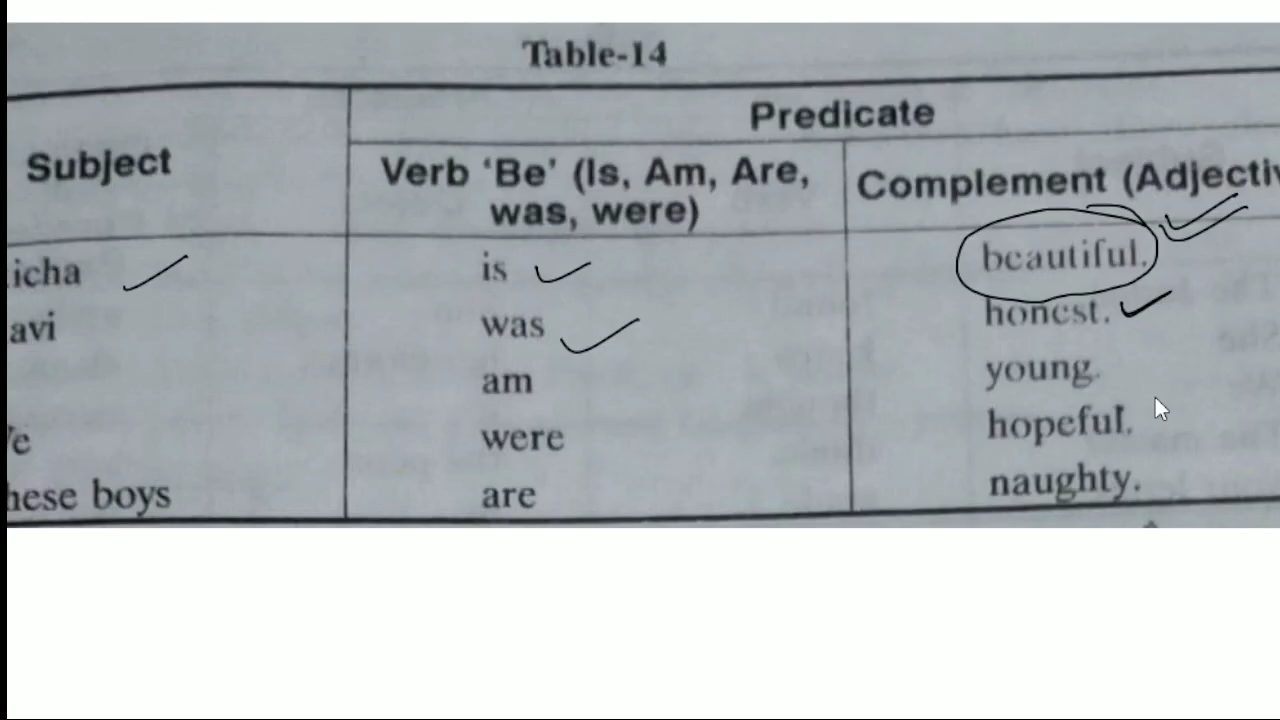 Table-14
Predicate
Subject
Verb 'Be' (Is, Am, Are,
was, were)
Complement (Adjectiv
icha is beautiful.
avi was honest.
am young.
e were hopeful.
hese boys are naughty.